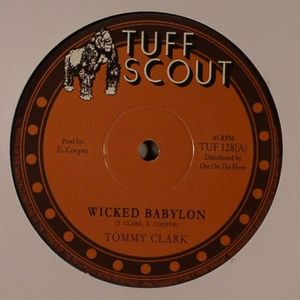 TUFF
SCOUT
Prod by:-
E. Cooper
45 RPM
TUF 128(A)
Distributed by
Out On The Floor
WICKED BABYLON
(T. CLARK, E. COOPER)
TOMMY CLARK